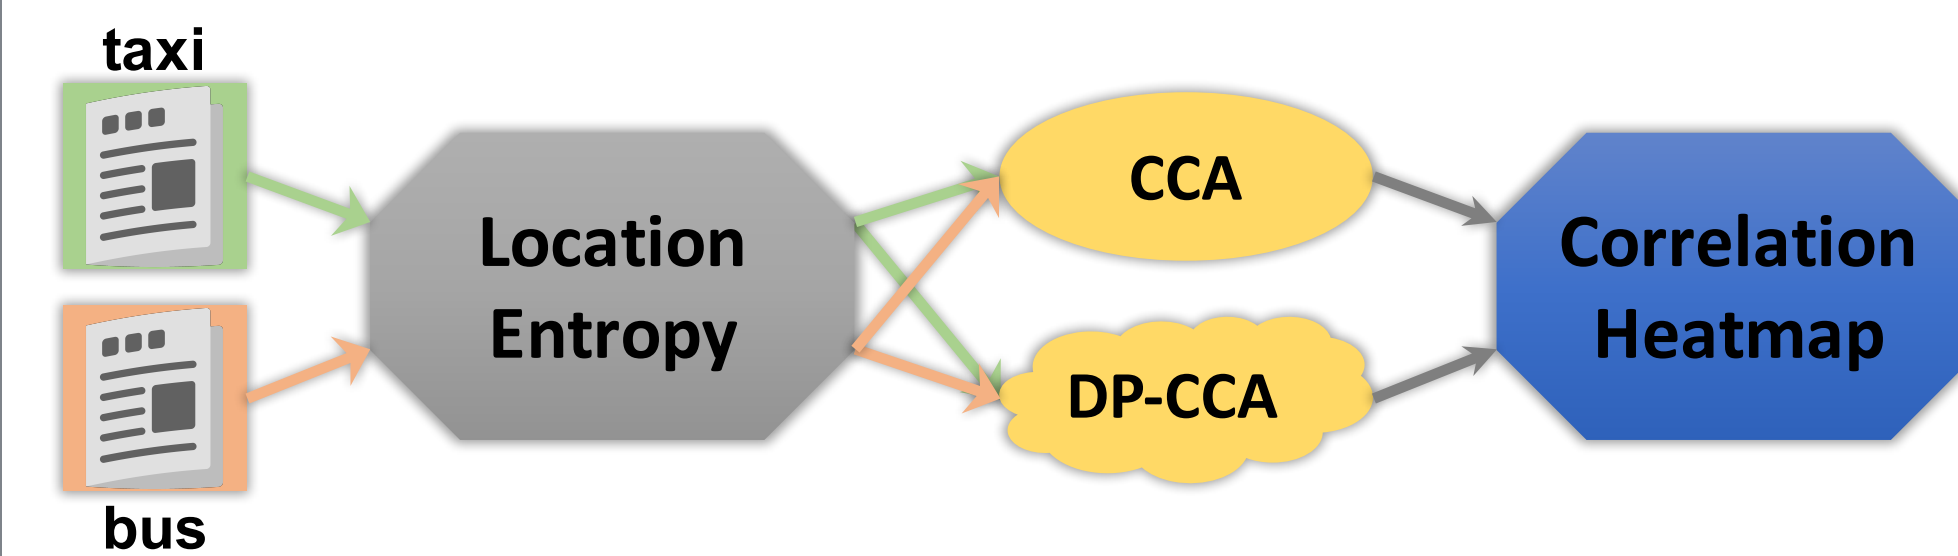 taxi
bus
Location
Entropy
CCA
DP-CCA
Correlation
Heatmap